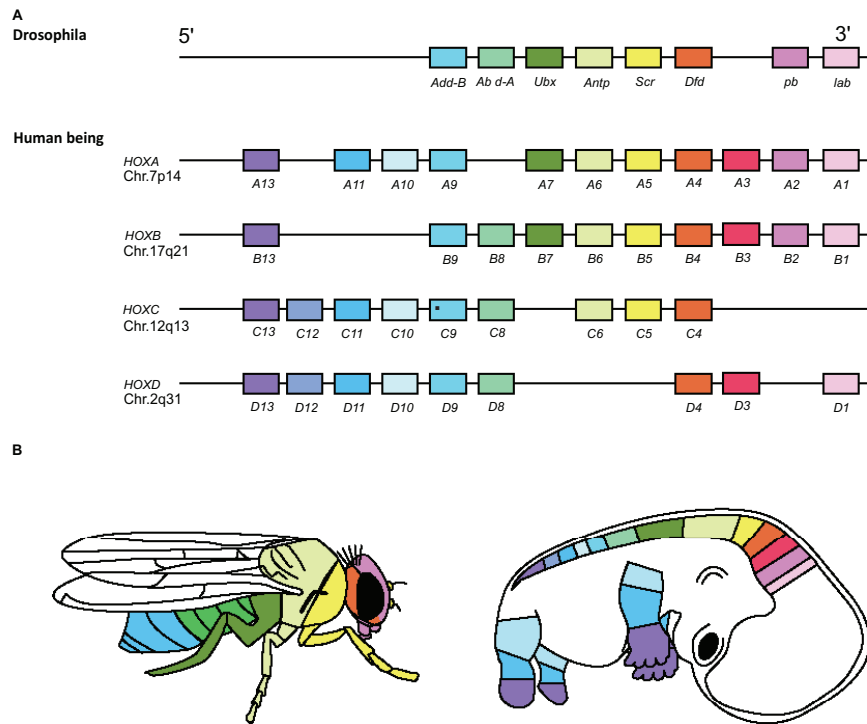 A
Drosophila 5' 3'
Add-B Ab d-A Ubx Antp Scr Dfd pb lab
Human being
HOXA
Chr.7p14
A13 A11 A10 A9 A7 A6 A5 A4 A3 A2 A1
HOXB
Chr.17q21
B13 B9 B8 B7 B6 B5 B4 B3 B2 B1
HOXC
Chr.12q13
C13 C12 C11 C10 C9 C8 C6 C5 C4
HOXD
Chr.2q31
D13 D12 D11 D10 D9 D8 D4 D3 D1
B